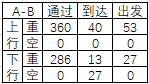 A-B 通过 到达 出发
上行 重 360 40 53
空 0 0 0
下行 重 286 13 27
空 0 27 0